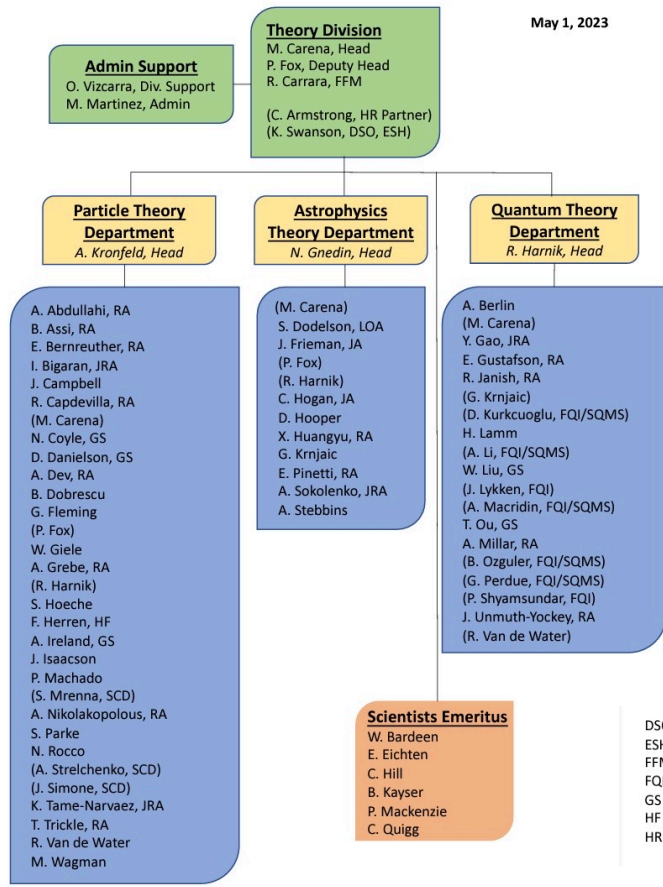 May 1, 2023
Theory Division
M. Carena, Head
P. Fox, Deputy Head
R. Carrara, FFM
(C. Armstrong, HR Partner)
(K. Swanson, DSO, ESH)
Admin Support
O. Vizcarra, Div. Support
M. Martinez, Admin
Particle Theory
Department
A. Kronfeld, Head
A. Abdullahi, RA
B. Assi, RA
E. Bernreuther, RA
I. Bigaran, JRA
J. Campbell
R. Capdevilla, RA
(M. Carena)
N. Coyle, GS
D. Danielson, GS
A. Dev, RA
B. Dobrescu
G. Fleming
(P. Fox)
W. Giele
A. Grebe, RA
(R. Harnik)
S. Hoeche
F. Herren, HF
A. Ireland, GS
J. Isaacson
P. Machado
(S. Mrenna, SCD)
A. Nikolakopolous, RA
S. Parke
N. Rocco
(A. Strelchenko, SCD)
(J. Simone, SCD)
K. Tame-Narvaez, JRA
T. Trickle, RA
R. Van de Water
M. Wagman
Astrophysics
Theory Department
N. Gnedin, Head
(M. Carena)
S. Dodelson, LOA
J. Frieman, JA
(P. Fox)
(R. Harnik)
C. Hogan, JA
D. Hooper
X. Huangyu, RA
G. Krnjaic
E. Pinetti, RA
A. Sokolenko, JRA
A. Stebbins
Quantum Theory
Department
R. Harnik, Head
A. Berlin
(M. Carena)
Y. Gao, JRA
E. Gustafson, RA
R. Janish, RA
(G. Krnjaic)
(D. Kurkcuoglu, FQI/SQMS)
H. Lamm
(A. Li, FQI/SQMS)
W. Liu, GS
(J. Lykken, FQI)
(A. Macridin, FQI/SQMS)
T. Ou, GS
A. Millar, RA
(B. Ozguler, FQI/SQMS)
(G. Perdue, FQI/SQMS)
(P. Shyamsundar, FQI)
J. Unmuth-Yockey, RA
(R. Van de Water)
Scientists Emeritus
W. Bardeen
E. Eichten
C. Hill
B. Kayser
P. Mackenzie
C. Quigg
ESH
GS
HF
HR